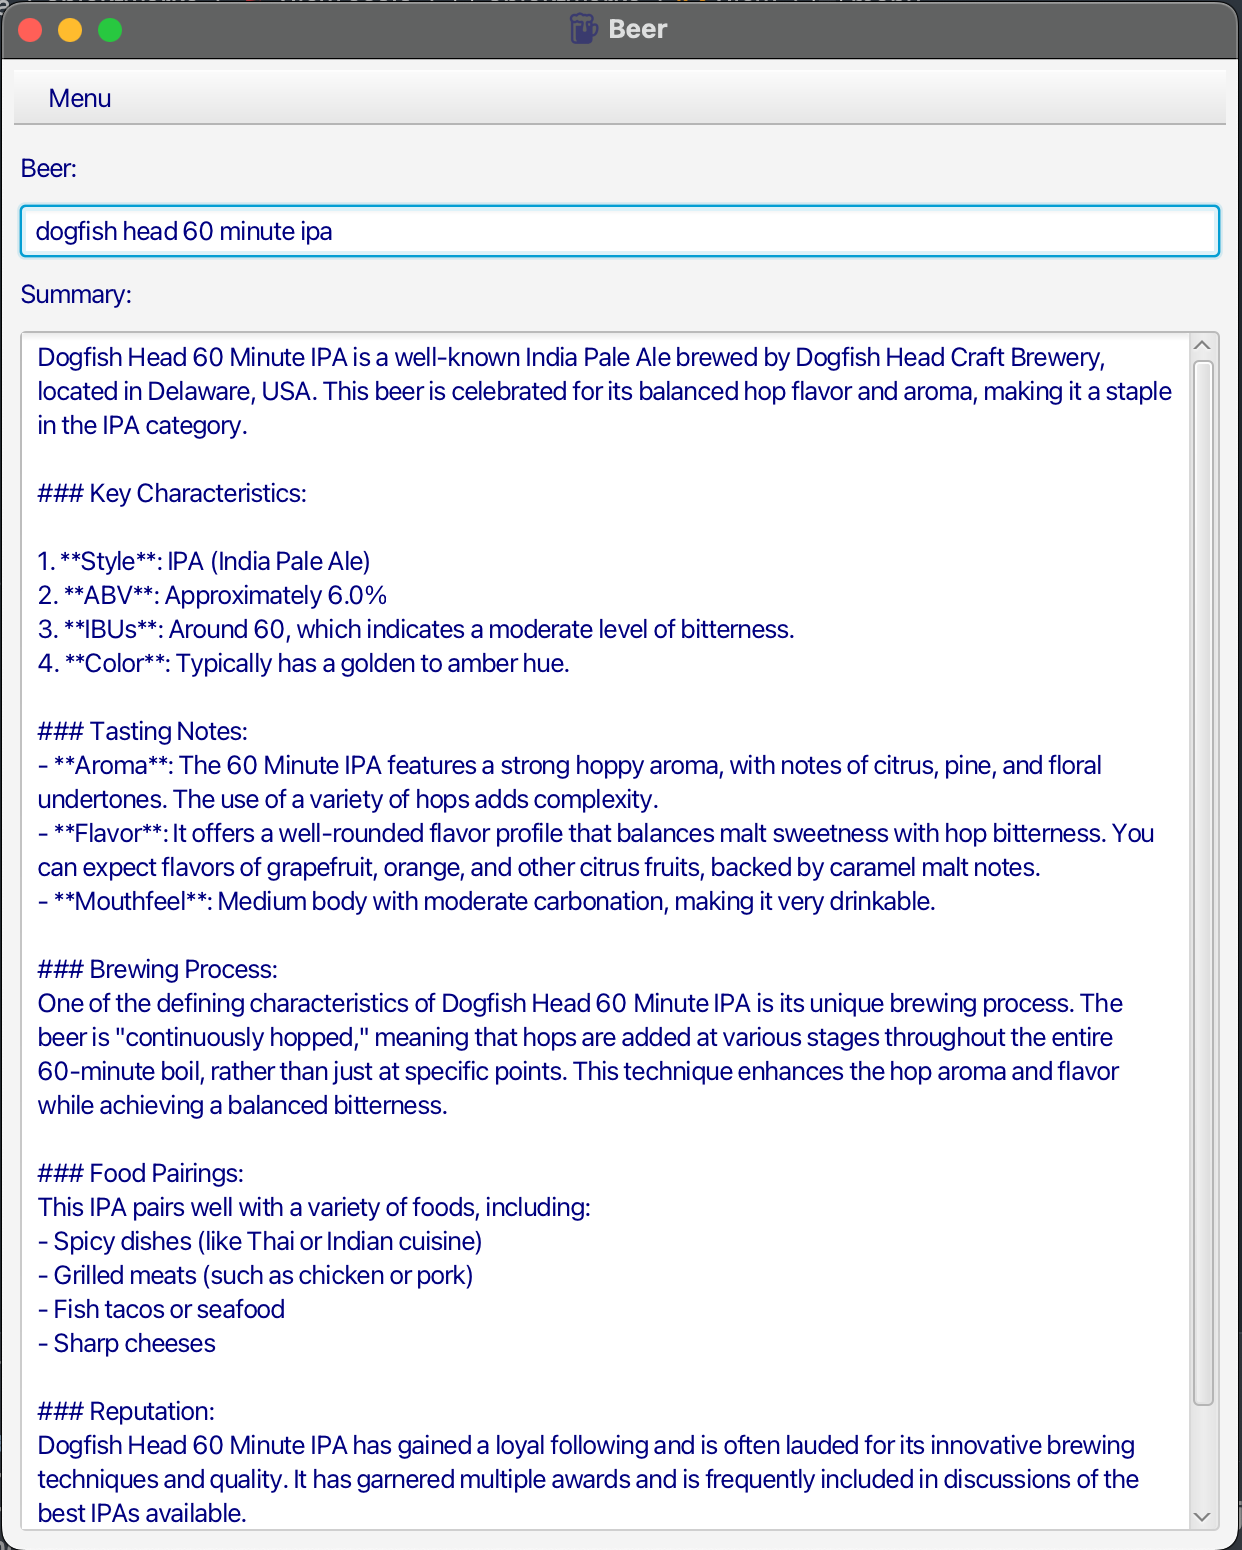 Beer
Menu
Beer:
dogfish head 60 minute ipa
Summary:
Dogfish Head 60 Minute IPA is a well-known India Pale Ale brewed by Dogfish Head Craft Brewery,
located in Delaware, USA. This beer is celebrated for its balanced hop flavor and aroma, making it a staple
in the IPA category.
### Key Characteristics:
1. **Style**: IPA (India Pale Ale)
2. **ABV**: Approximately 6.0%
3. **IBUs**: Around 60, which indicates a moderate level of bitterness.
4. **Color**: Typically has a golden to amber hue.
### Tasting Notes:
- **Aroma**: The 60 Minute IPA features a strong hoppy aroma, with notes of citrus, pine, and floral
undertones. The use of a variety of hops adds complexity.
- **Flavor**: It offers a well-rounded flavor profile that balances malt sweetness with hop bitterness. You
can expect flavors of grapefruit, orange, and other citrus fruits, backed by caramel malt notes.
- **Mouthfeel**: Medium body with moderate carbonation, making it very drinkable.
### Brewing Process:
One of the defining characteristics of Dogfish Head 60 Minute IPA is its unique brewing process. The
beer is "continuously hopped," meaning that hops are added at various stages throughout the entire
60-minute boil, rather than just at specific points. This technique enhances the hop aroma and flavor
while achieving a balanced bitterness.
### Food Pairings:
This IPA pairs well with a variety of foods, including:
- Spicy dishes (like Thai or Indian cuisine)
- Grilled meats (such as chicken or pork)
- Fish tacos or seafood
- Sharp cheeses
### Reputation:
Dogfish Head 60 Minute IPA has gained a loyal following and is often lauded for its innovative brewing
techniques and quality. It has garnered multiple awards and is frequently included in discussions of the
best IPAs available.